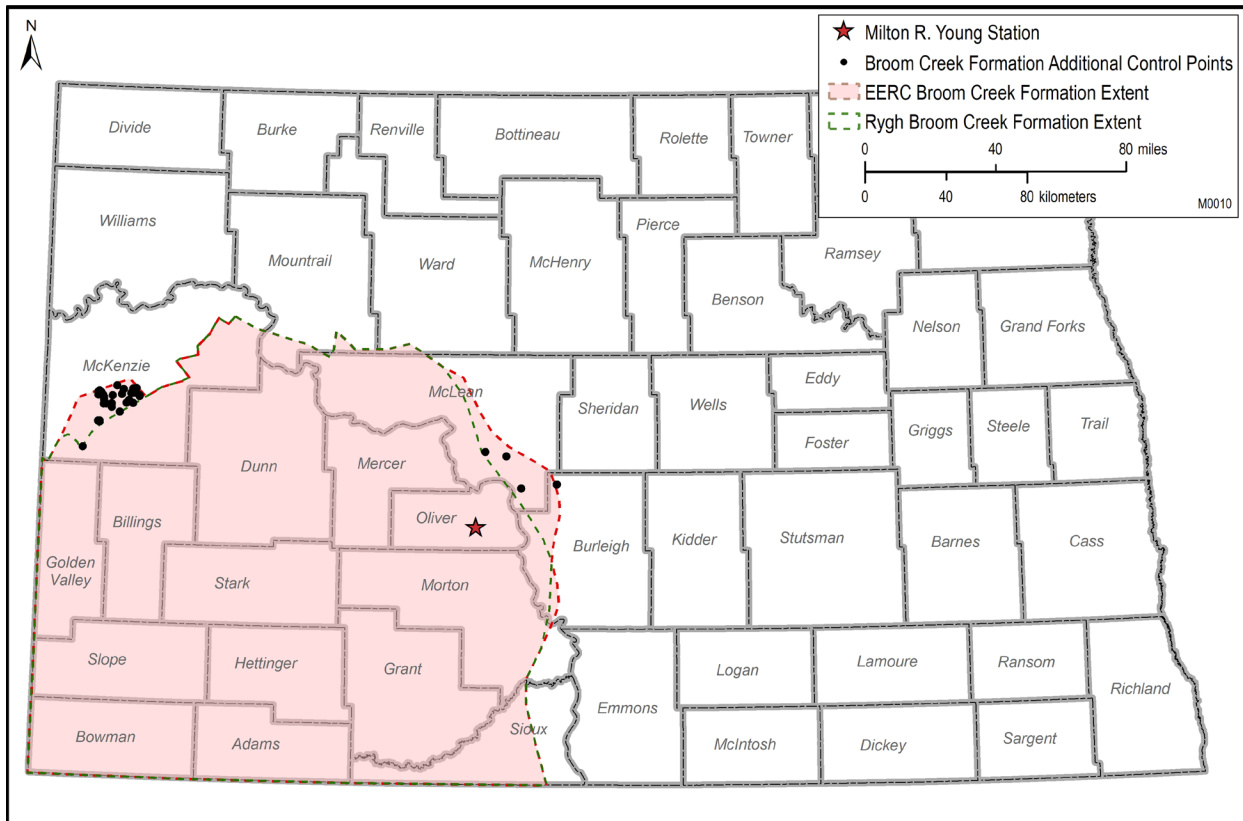 N
Milton R. Young Station
Broom Creek Formation Additional Control Points
EERC Broom Creek Formation Extent
Rygh Broom Creek Formation Extent
0 40 80 miles
0 40 80 kilometers
M0010
Divide
Burke
Renville
Bottineau
Rolette
Towner
Williams
Mountrail
Ward
McHenry
Pierce
Benson
Ramsey
Nelson
Grand Forks
McKenzie
McLean
Sheridan
Wells
Eddy
Foster
Griggs
Steele
Trail
Dunn
Mercer
Oliver
Billings
Golden
Valley
Stark
Morton
Burleigh
Kidder
Stutsman
Barnes
Cass
Slope
Hettinger
Grant
Sioux
Emmons
Logan
Lamoure
Ransom
Richland
Bowman
Adams
McIntosh
Dickey
Sargent